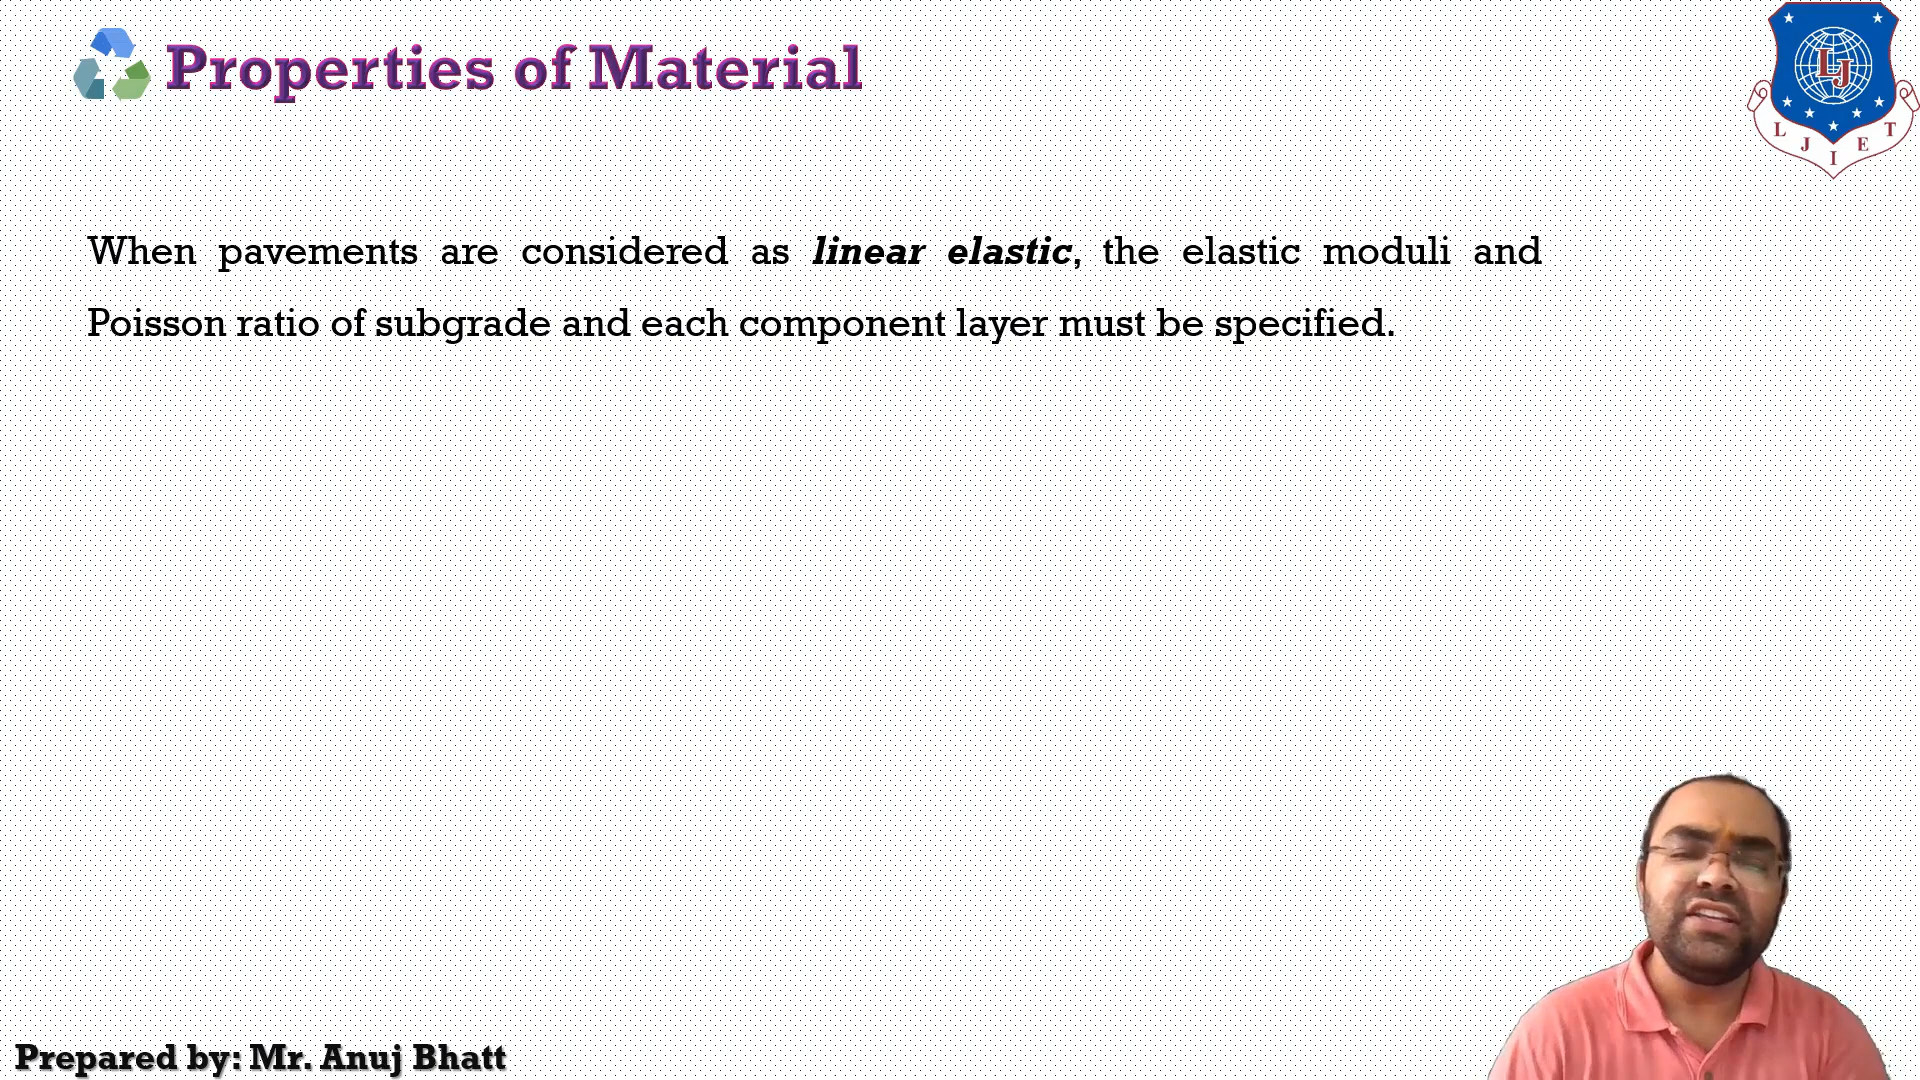 Properties of Material
LJ
L J I E T
When pavements are considered as linear elastic, the elastic moduli and
Poisson ratio of subgrade and each component layer must be specified.
Prepared by: Mr. Anuj Bhatt